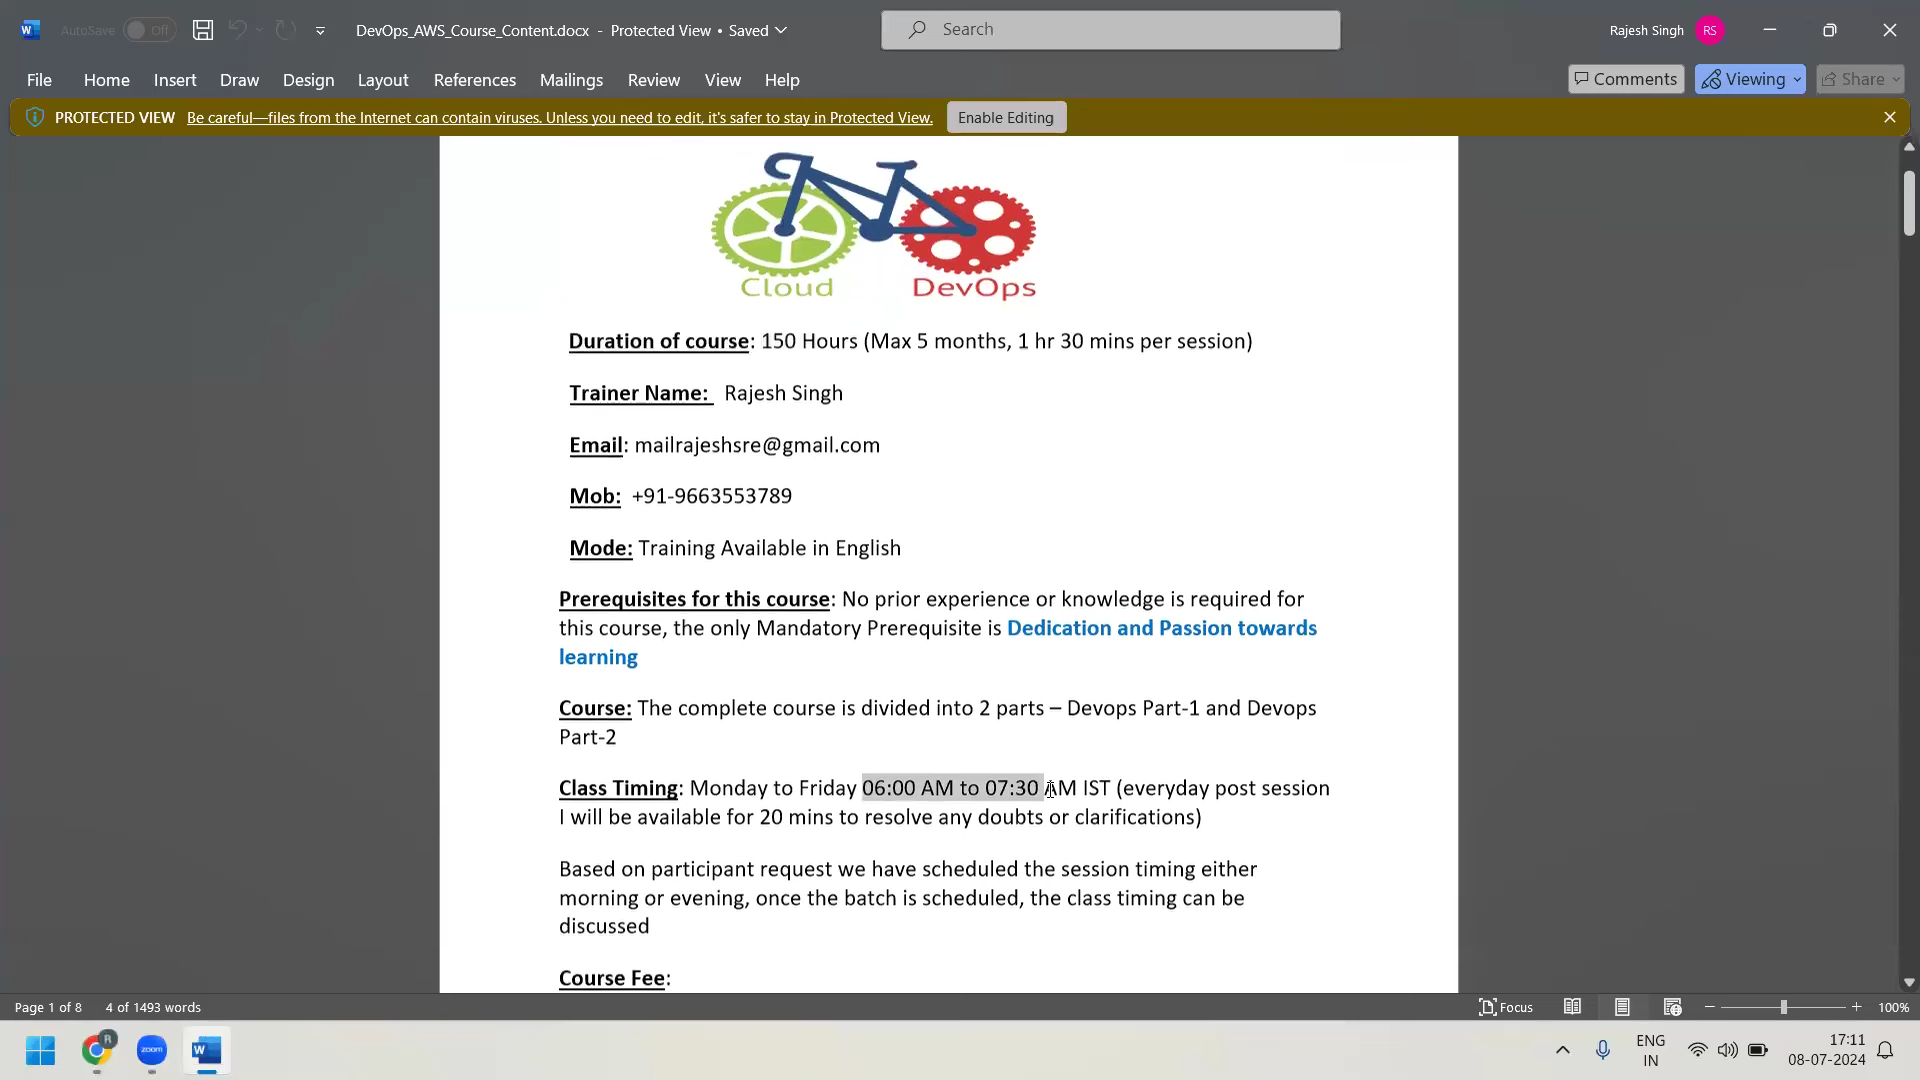 AutoSave Off
DevOps_AWS_Course_Content.docx - Protected View • Saved
Search
Rajesh Singh RS
File Home Insert Draw Design Layout References Mailings Review View Help
Comments Viewing Share
PROTECTED VIEW Be careful—files from the Internet can contain viruses. Unless you need to edit, it's safer to stay in Protected View. Enable Editing
Cloud DevOps
Duration of course: 150 Hours (Max 5 months, 1 hr 30 mins per session)
Trainer Name: Rajesh Singh
Email: mailrajeshsre@gmail.com
Mob: +91-9663553789
Mode: Training Available in English
Prerequisites for this course: No prior experience or knowledge is required for
this course, the only Mandatory Prerequisite is Dedication and Passion towards
learning
Course: The complete course is divided into 2 parts – Devops Part-1 and Devops
Part-2
Class Timing: Monday to Friday 06:00 AM to 07:30 AM IST (everyday post session
I will be available for 20 mins to resolve any doubts or clarifications)
Based on participant request we have scheduled the session timing either
morning or evening, once the batch is scheduled, the class timing can be
discussed
Course Fee:
Page 1 of 8 4 of 1493 words
Focus
100%
R
zoom
W
ENG
IN
17:11
08-07-2024